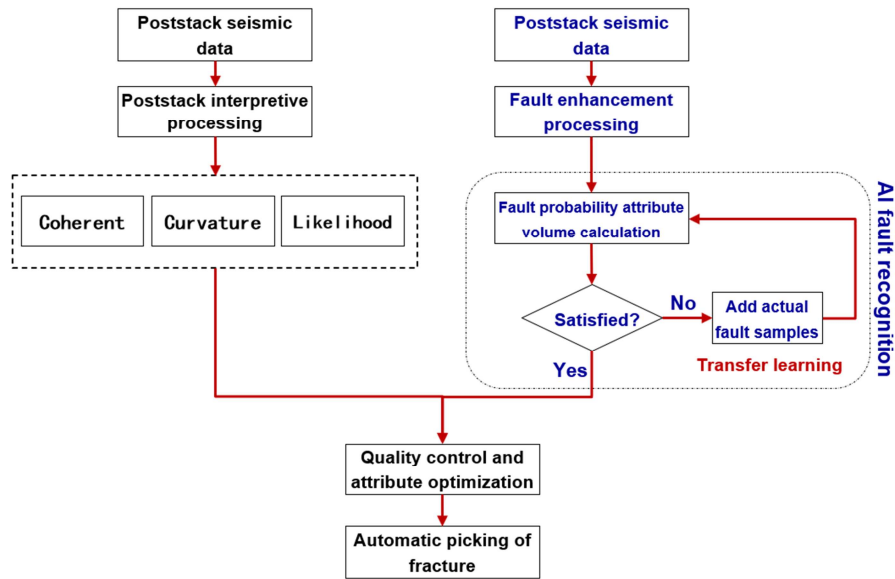 Poststack seismic
data
Poststack interpretive
processing
Coherent
Curvature
Likelihood
Poststack seismic
data
Fault enhancement
processing
Fault probability attribute
volume calculation
Satisfied?
No
Add actual
fault samples
Yes
Transfer learning
AI fault recognition
Quality control and
attribute optimization
Automatic picking of
fracture